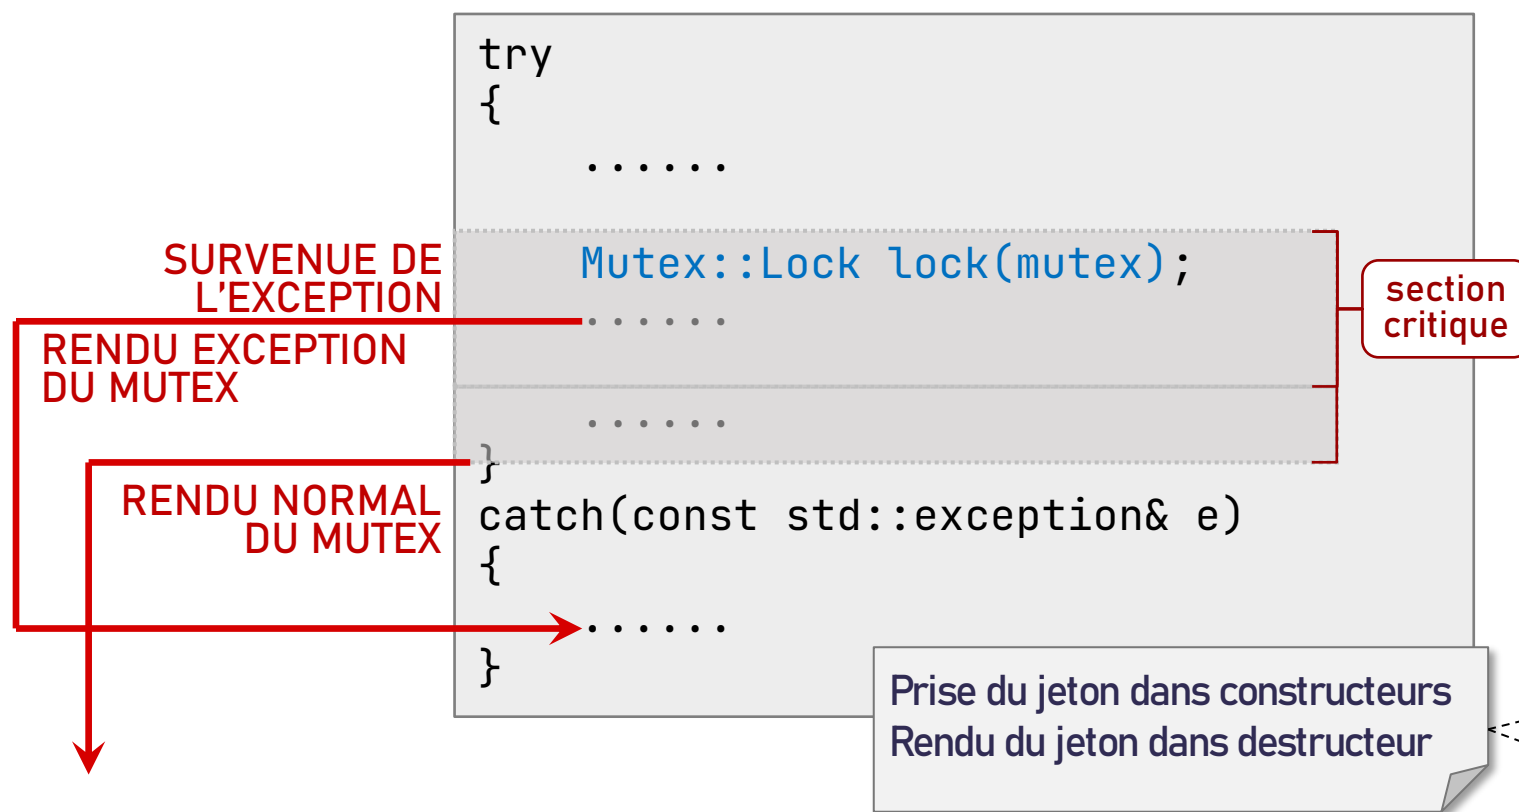 try
{
......
SURVENUE DE
L'EXCEPTION
Mutex::Lock lock(mutex);
......
section
critique
RENDU EXCEPTION
DU MUTEX
......
}
RENDU NORMAL
DU MUTEX
catch(const std::exception& e)
{
......
}
Prise du jeton dans constructeurs
Rendu du jeton dans destructeur